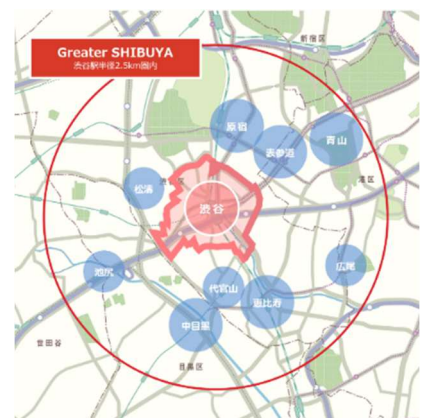 Greater SHIBUYA
渋谷駅半径2.5km圏内
新宿区
原宿
表参道
青山
港区
松濤
渋谷
広尾
池尻
代官山
恵比寿
中目黒
世田谷
目黒区